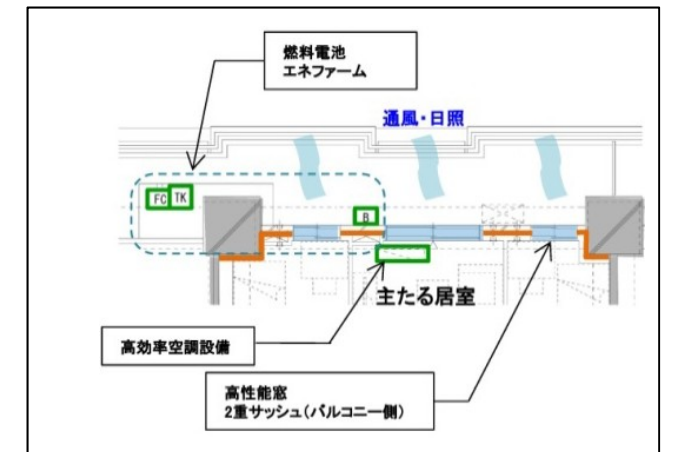 燃料電池
エネファーム
通風・日照
FC TK
B
主たる居室
高効率空調設備
高性能窓
2重サッシュ(バルコニー側)